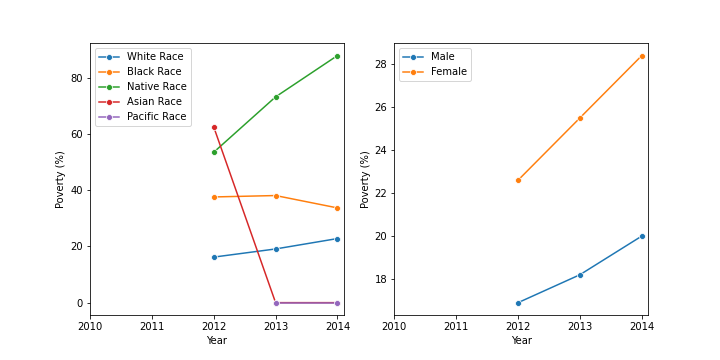 White Race
Black Race
Native Race
Asian Race
Pacific Race
80
60
40
20
0
Poverty (%)
2010 2011 2012 2013 2014
Year
Male
Female
28
26
24
22
20
18
Poverty (%)
2010 2011 2012 2013 2014
Year